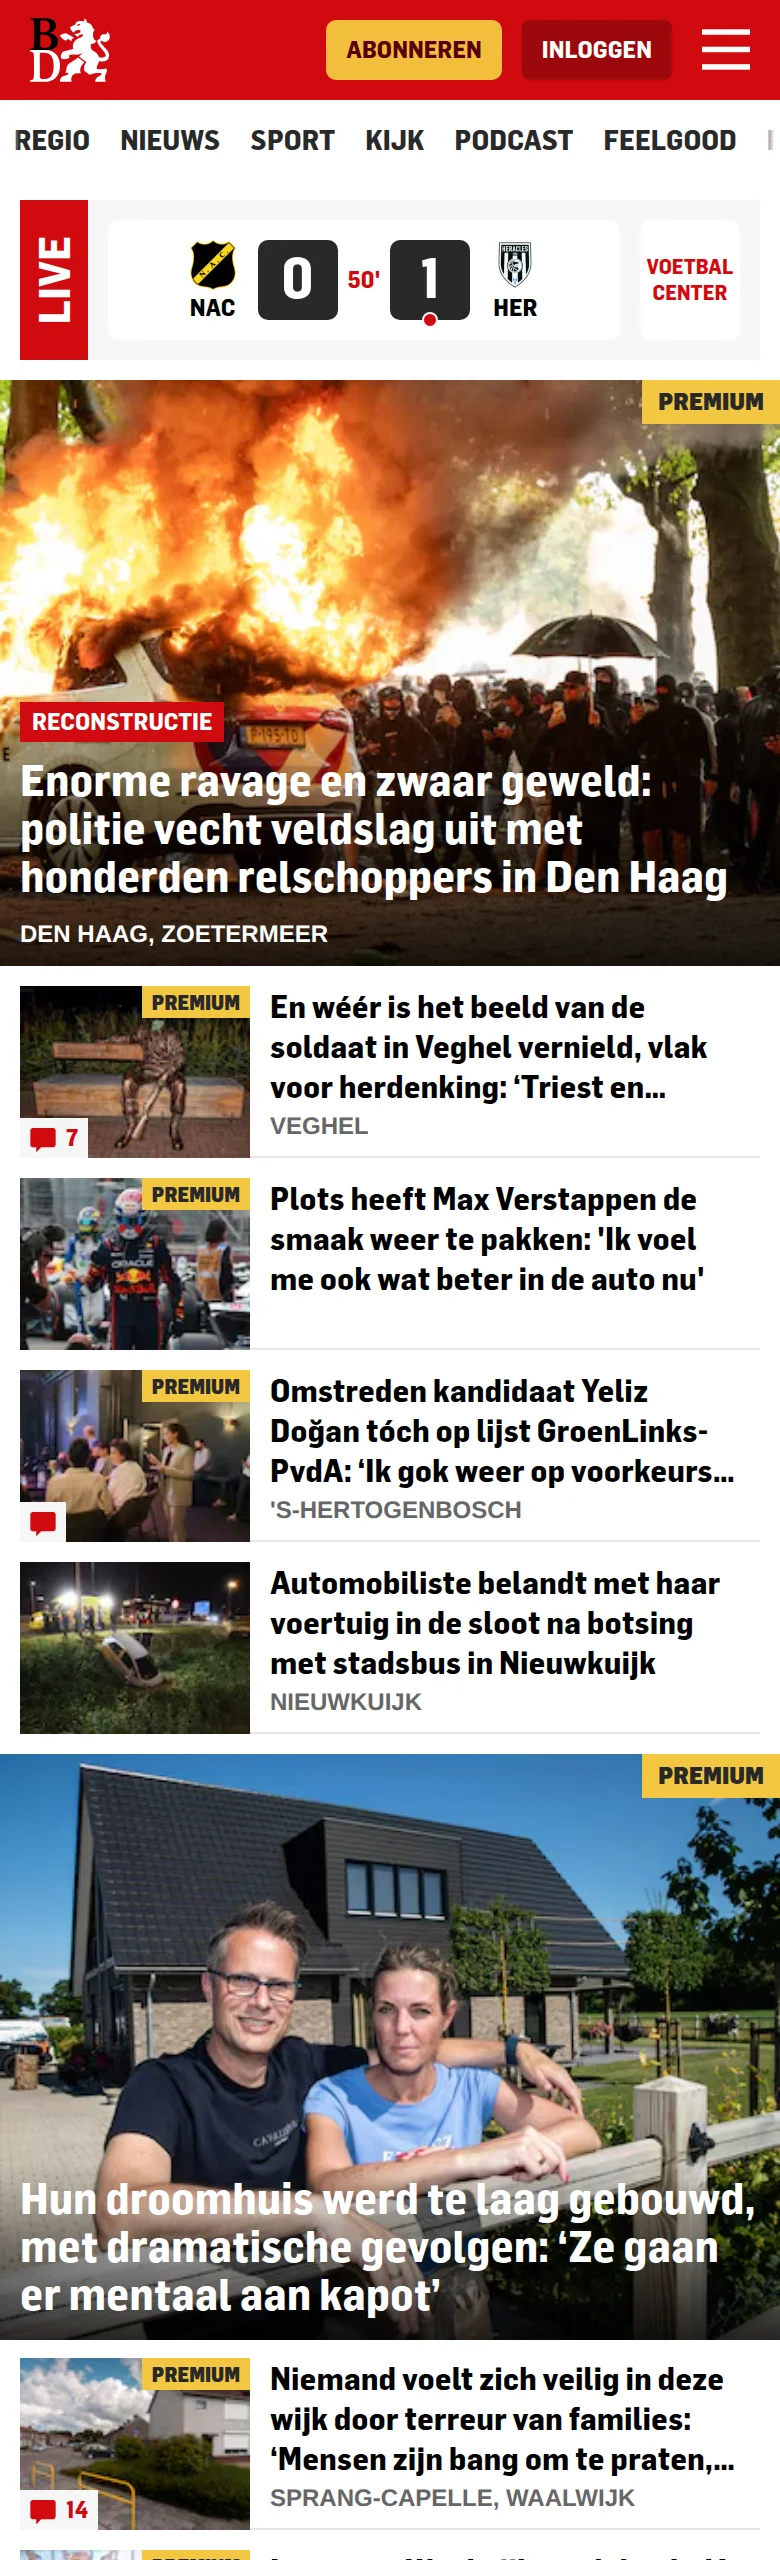 BD
ABONNEREN
INLOGGEN
REGIO NIEUWS SPORT KIJK PODCAST FEELGOOD
LIVE
NAC
0
50'
1
HERACLES
HER
VOETBAL
CENTER
PREMIUM
RECONSTRUCTIE
Enorme ravage en zwaar geweld:
politie vecht veldslag uit met
honderden relschoppers in Den Haag
DEN HAAG, ZOETERMEER
PREMIUM
7
En wéér is het beeld van de
soldaat in Veghel vernield, vlak
voor herdenking: ‘Triest en...
VEGHEL
PREMIUM
Plots heeft Max Verstappen de
smaak weer te pakken: 'Ik voel
me ook wat beter in de auto nu'
PREMIUM
Omstreden kandidaat Yeliz
Doğan tóch op lijst GroenLinks-
PvdA: ‘Ik gok weer op voorkeurs...
'S-HERTOGENBOSCH
Automobiliste belandt met haar
voertuig in de sloot na botsing
met stadsbus in Nieuwkuijk
NIEUWKUIJK
PREMIUM
Hun droomhuis werd te laag gebouwd,
met dramatische gevolgen: ‘Ze gaan
er mentaal aan kapot’
PREMIUM
14
Niemand voelt zich veilig in deze
wijk door terreur van families:
‘Mensen zijn bang om te praten,...
SPRANG-CAPELLE, WAALWIJK